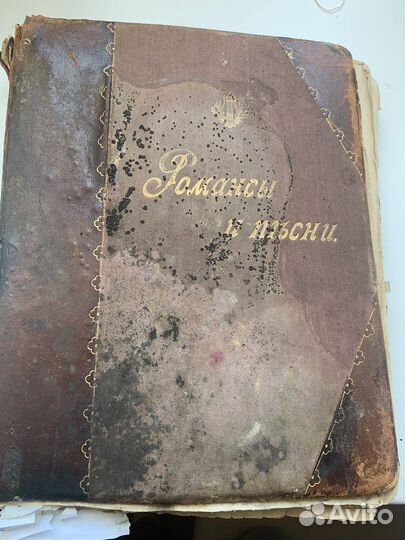 Романсы
и пѣсни.
Avito